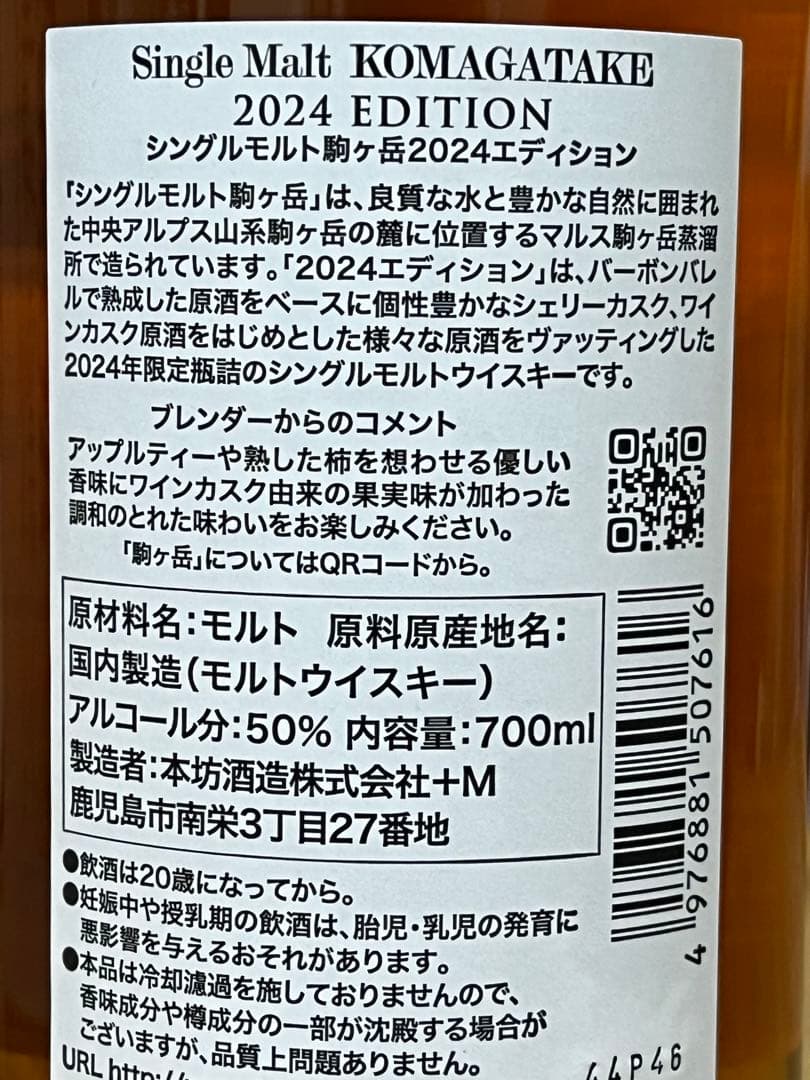 Single Malt KOMAGATAKE
2024 EDITION
シングルモルト駒ヶ岳2024エディション
「シングルモルト駒ヶ岳」は、良質な水と豊かな自然に囲まれ
た中央アルプス山系駒ヶ岳の麓に位置するマルス駒ヶ岳蒸溜
所で造られています。「2024エディション」は、バーボンバレ
ルで熟成した原酒をベースに個性豊かなシェリーカスク、ワイ
ンカスク原酒をはじめとした様々な原酒をヴァッティングした
2024年限定瓶詰のシングルモルトウイスキーです。
ブレンダーからのコメント
アップルティーや熟した柿を想わせる優しい
香味にワインカスク由来の果実味が加わった
調和のとれた味わいをお楽しみください。
「駒ヶ岳」についてはQRコードから。
原材料名：モルト 原料原産地名：
国内製造（モルトウイスキー）
アルコール分：50% 内容量：700ml
製造者：本坊酒造株式会社+M
鹿児島市南栄3丁目27番地
4 976881 507616
●飲酒は20歳になってから。
●妊娠中や授乳期の飲酒は、胎児・乳児の発育に
悪影響を与えるおそれがあります。
●本品は冷却濾過を施しておりませんので、
香味成分や樽成分の一部が沈殿する場合が
ございますが、品質上問題ありません。
URL http:/
44P46